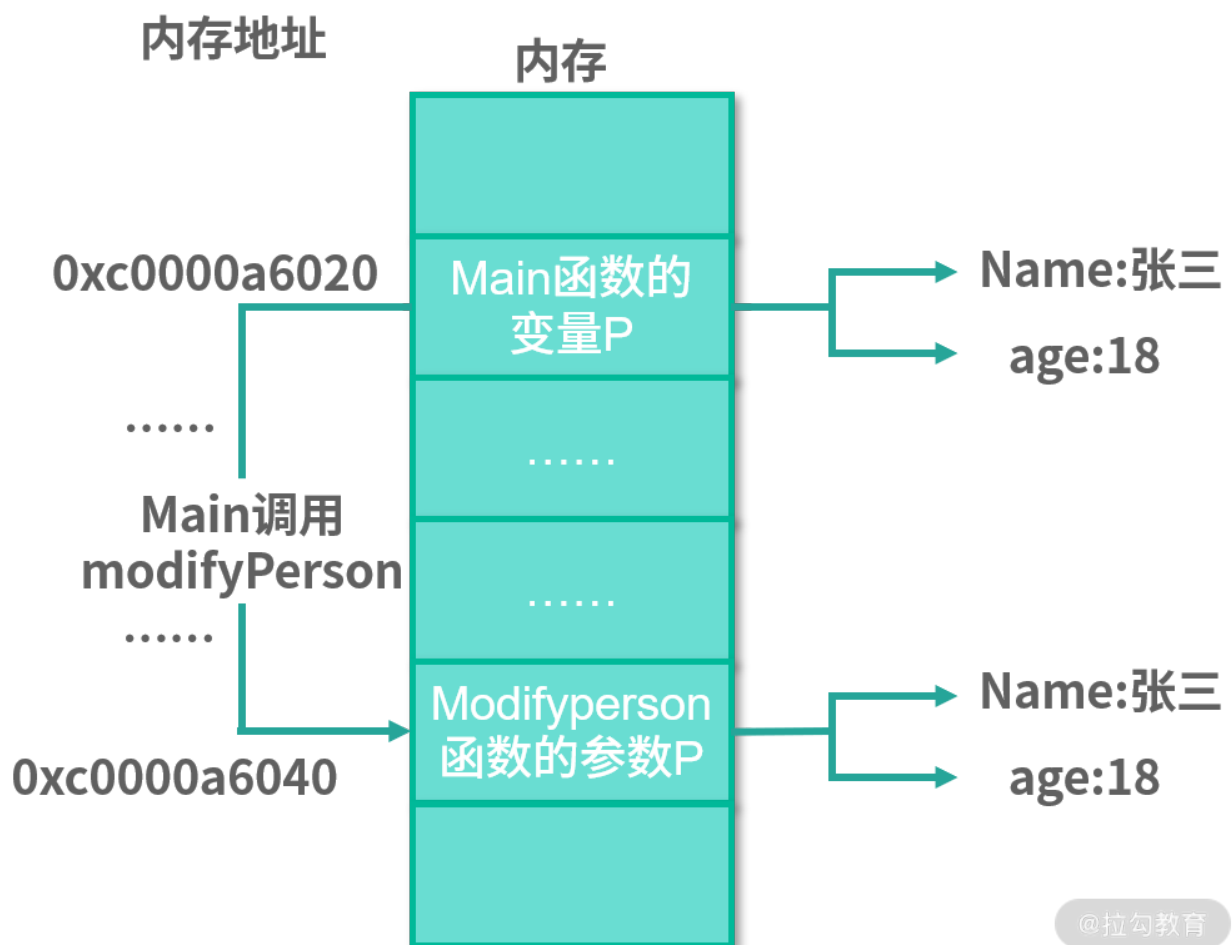 内存地址
内存
0xc0000a6020
Main函数的
变量P
Name:张三
age:18
……
……
Main调用
modifyPerson
……
……
Modifyperson
函数的参数P
Name:张三
age:18
0xc0000a6040
@拉勾教育